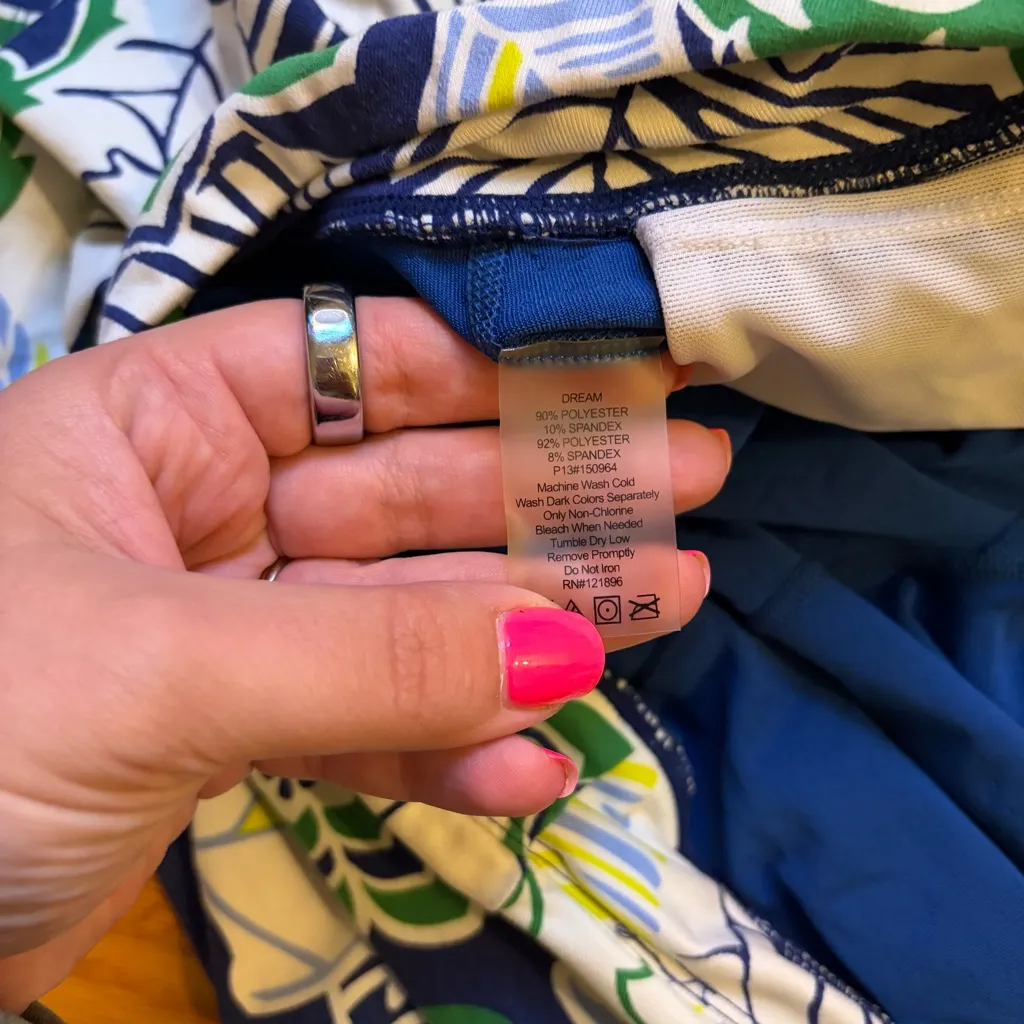 DREAM
90% POLYESTER
10% SPANDEX
92% POLYESTER
8% SPANDEX
P13#150964
Machine Wash Cold
Wash Dark Colors Separately
Only Non-Chlorine
Bleach When Needed
Tumble Dry Low
Remove Promptly
Do Not Iron
RN#121896